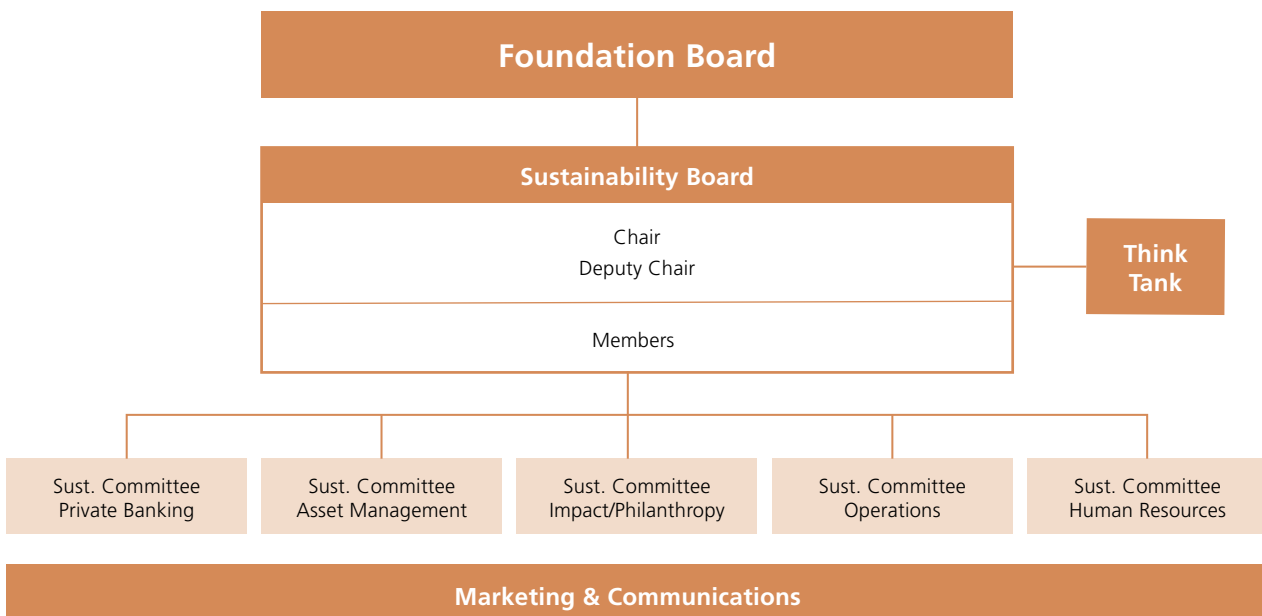 Foundation Board
Sustainability Board
Chair
Deputy Chair
Think
Tank
Members
Sust. Committee
Private Banking
Sust. Committee
Asset Management
Sust. Committee
Impact/Philanthropy
Sust. Committee
Operations
Sust. Committee
Human Resources
Marketing & Communications